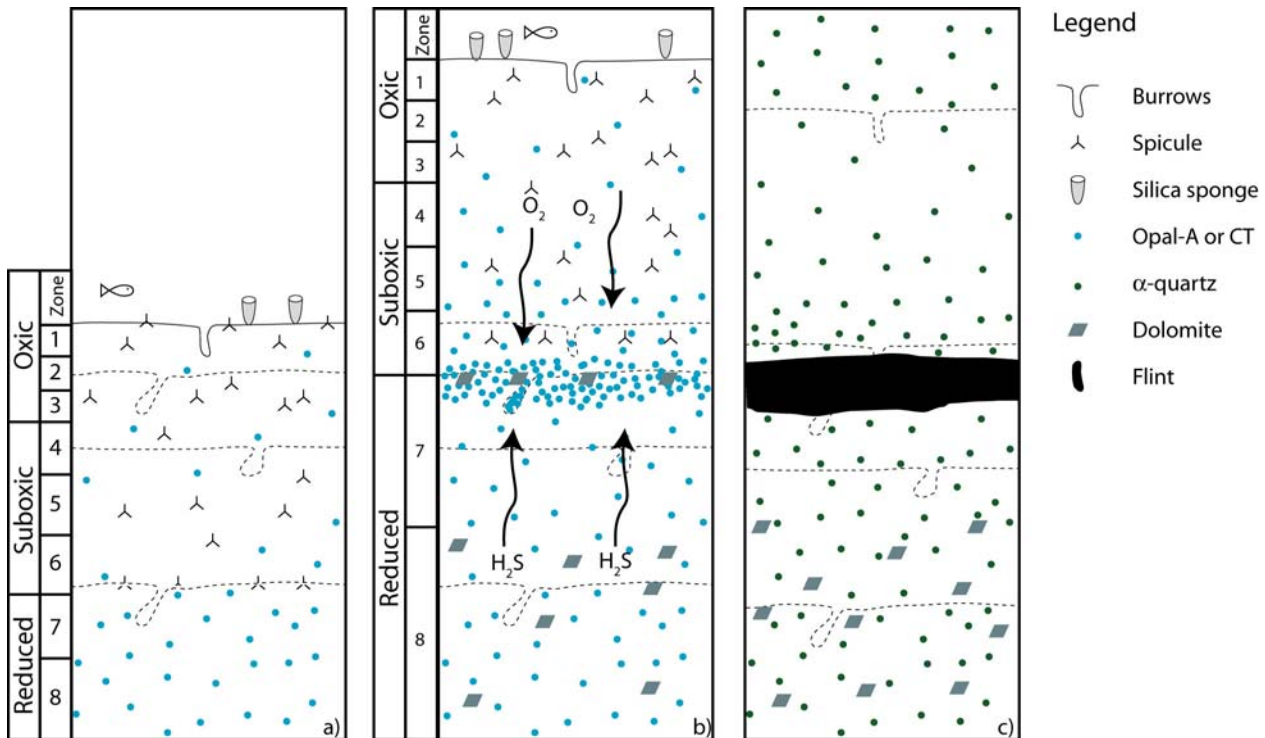 Zone
Oxic
1
2
3
Suboxic
4
5
6
Reduced
7
8
a)
Zone
Oxic
1
2
3
Suboxic
4
5
6
Reduced
7
8
O2 O2
H2S H2S
b)
c)
Legend
Burrows
Spicule
Silica sponge
Opal-A or CT
α-quartz
Dolomite
Flint